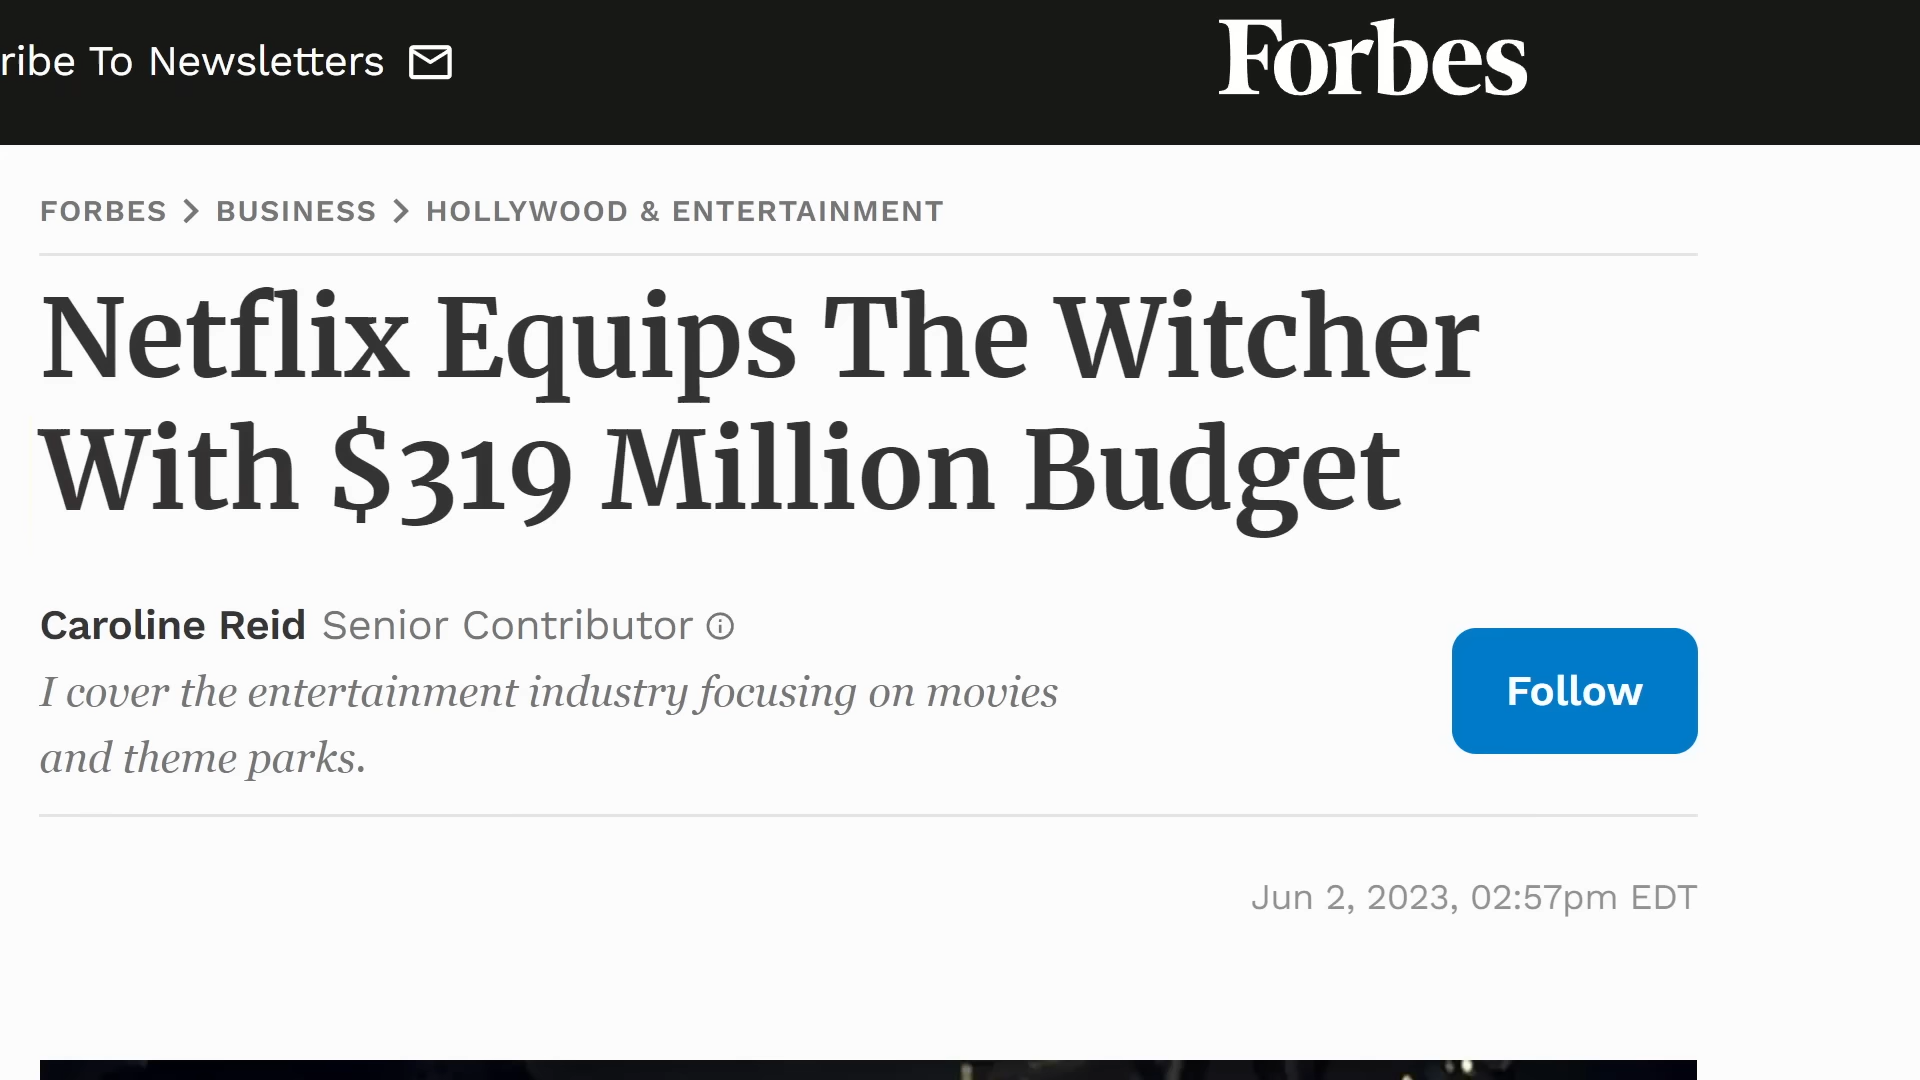 ribe To Newsletters
Forbes
FORBES > BUSINESS > HOLLYWOOD & ENTERTAINMENT
Netflix Equips The Witcher
With $319 Million Budget
Caroline Reid Senior Contributor
I cover the entertainment industry focusing on movies
and theme parks.
Follow
Jun 2, 2023, 02:57pm EDT